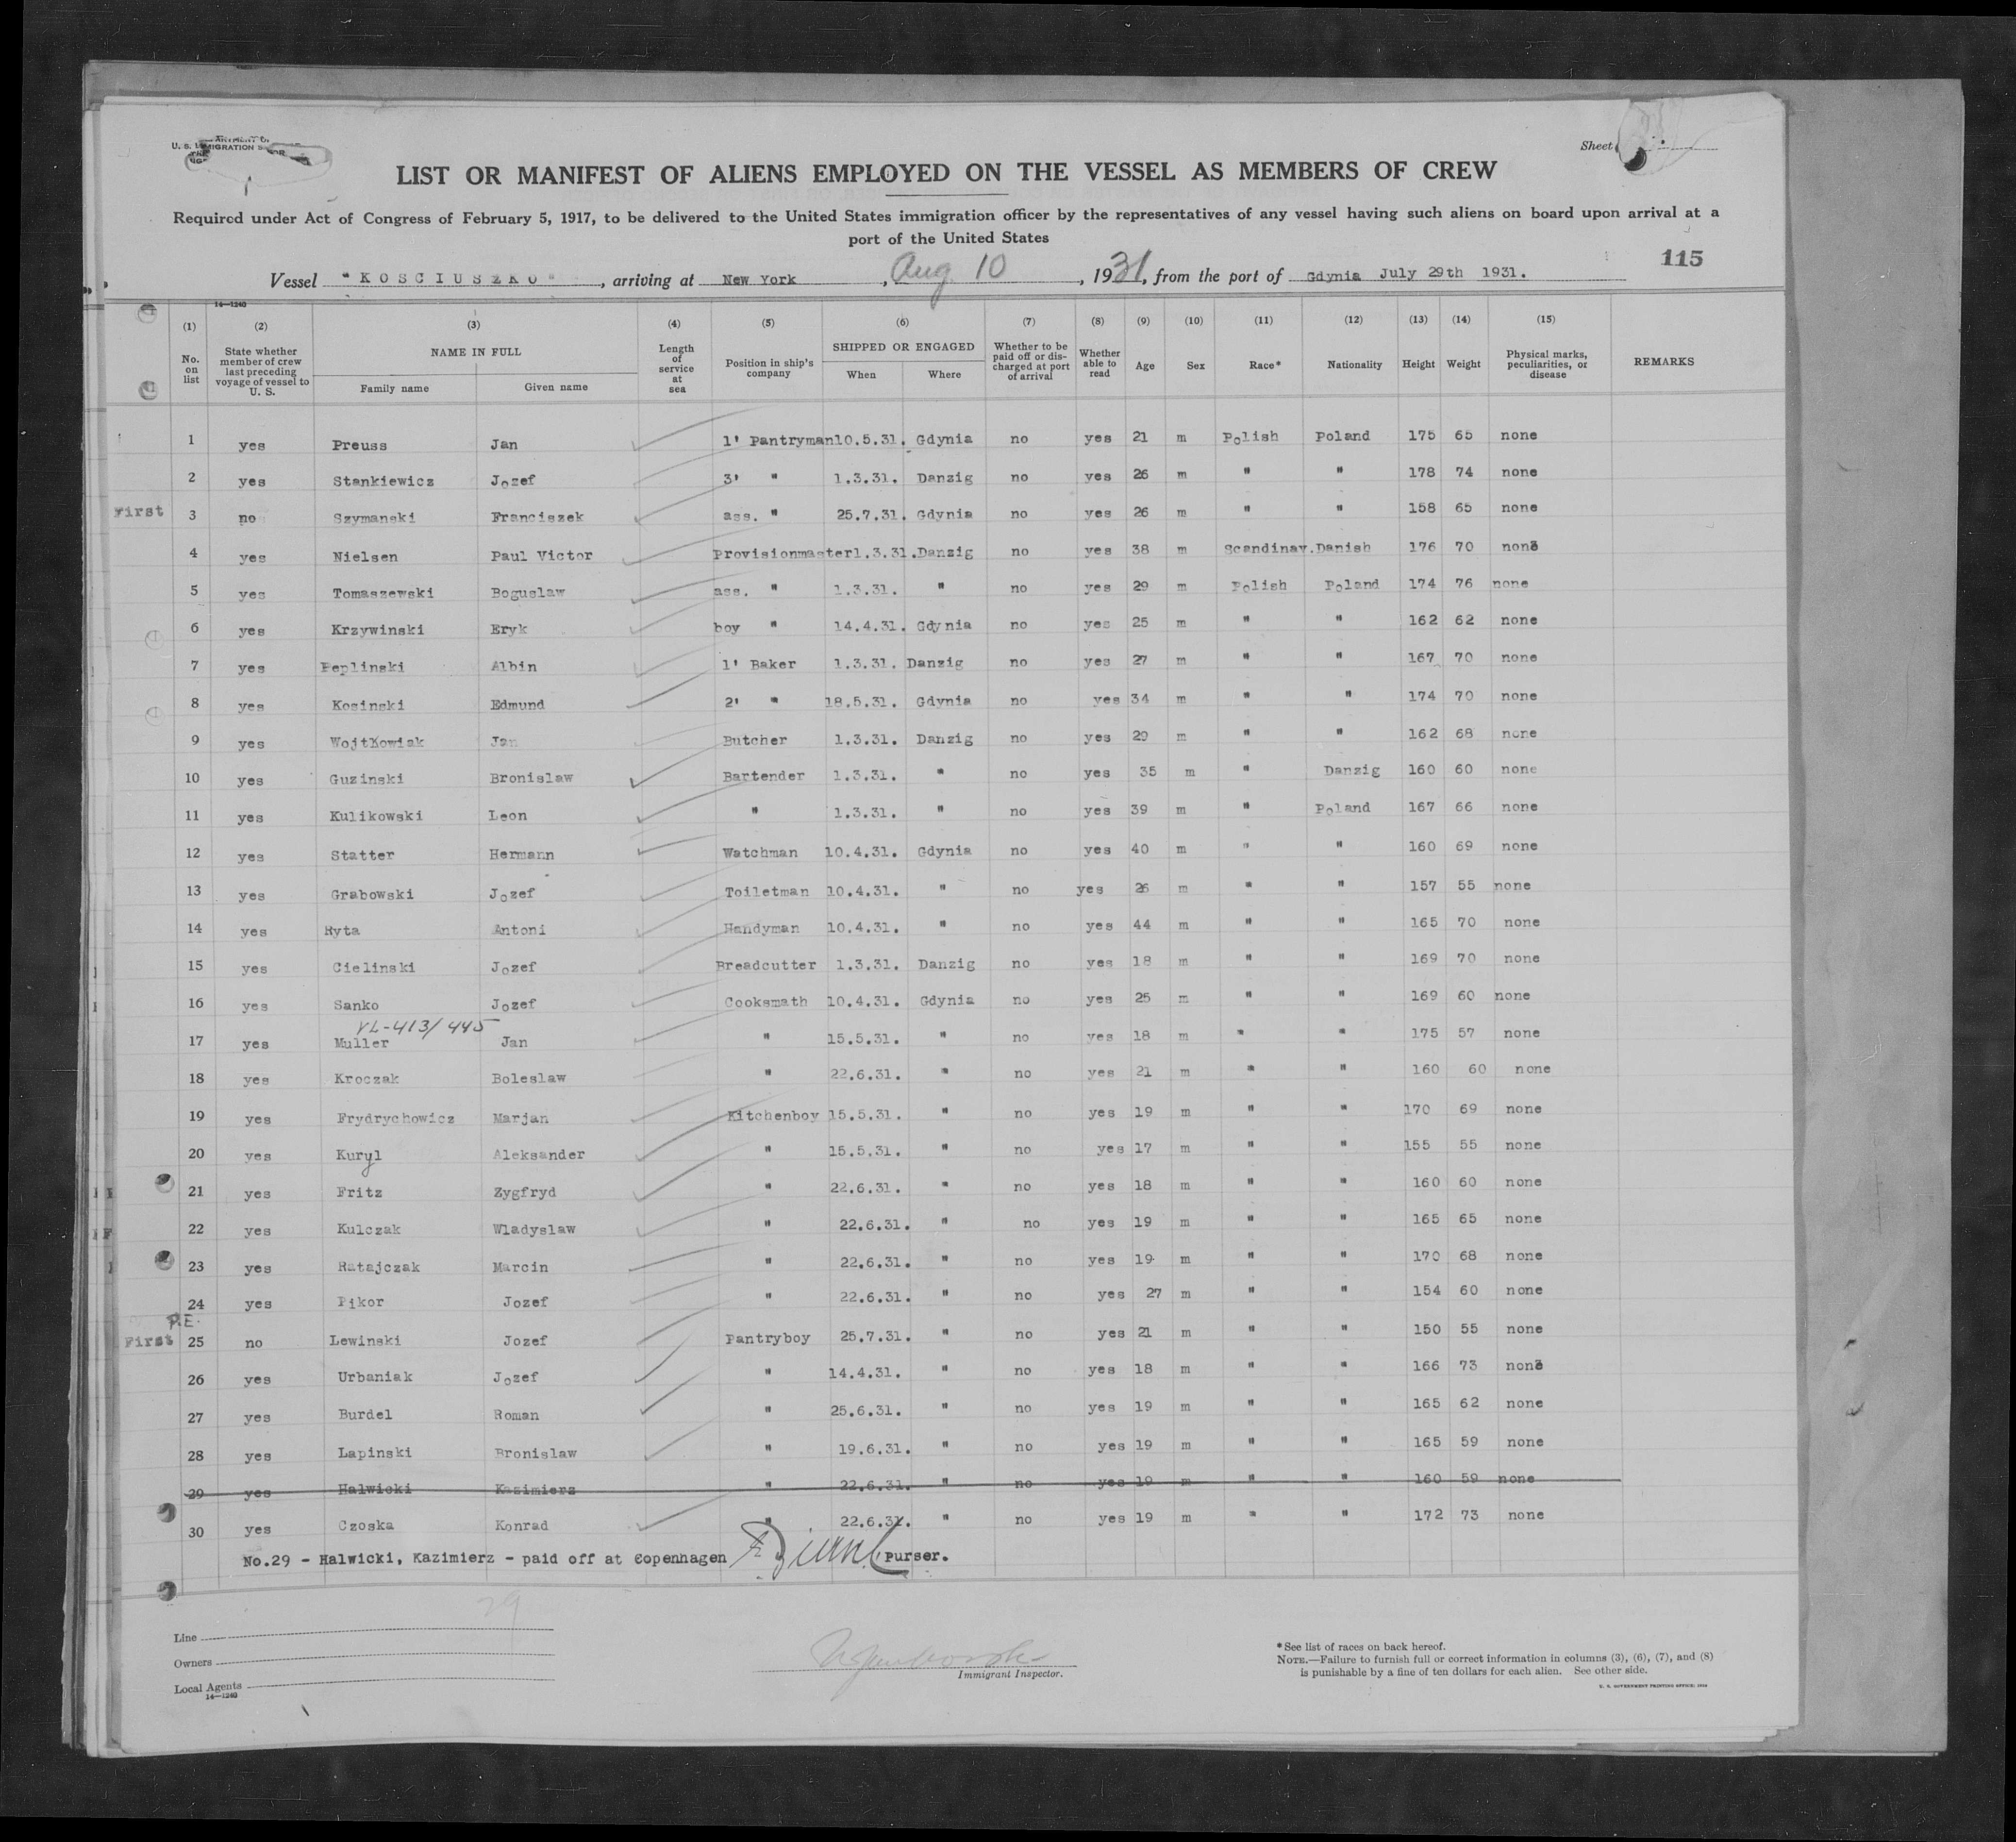 U. S. IMMIGRATION
Sheet
LIST OR MANIFEST OF ALIENS EMPLOYED ON THE VESSEL AS MEMBERS OF CREW
Required under Act of Congress of February 5, 1917, to be delivered to the United States immigration officer by the representatives of any vessel having such aliens on board upon arrival at a
port of the United States
115
Vessel "KOSCIUSZKO", arriving at New York, Aug 10, 1931, from the port of Gdynia July 29th 1931.
14—1240
(1) (2) (3) (4) (5) (6) (7) (8) (9) (10) (11) (12) (13) (14) (15)
No. on list State whether member of crew last preceding voyage of vessel to U. S. NAME IN FULL Family name Given name Length of service at sea Position in ship's company SHIPPED OR ENGAGED When Where Whether to be paid off or discharged at port of arrival Whether able to read Age Sex Race* Nationality Height Weight Physical marks, peculiarities, or disease REMARKS
1 yes Preuss Jan 1' Pantryman 10.5.31. Gdynia no yes 21 m Polish Poland 175 65 none
2 yes Stankiewicz Jozef 3' " 1.3.31. Danzig no yes 26 m " " 178 74 none
First 3 no Szymanski Franciszek ass. " 25.7.31. Gdynia no yes 26 m " " 158 65 none
4 yes Nielsen Paul Victor Provisionmaster 1.3.31. Danzig no yes 38 m Scandinav. Danish 176 70 none
5 yes Tomaszewski Boguslaw ass. " 1.3.31. " no yes 29 m Polish Poland 174 76 none
6 yes Krzywinski Eryk boy " 14.4.31. Gdynia no yes 25 m " " 162 62 none
7 yes Peplinski Albin 1' Baker 1.3.31. Danzig no yes 27 m " " 167 70 none
8 yes Kosinski Edmund 2' " 18.5.31. Gdynia no yes 34 m " " 174 70 none
9 yes Wojtkowiak Jan Butcher 1.3.31. Danzig no yes 29 m " " 162 68 none
10 yes Guzinski Bronislaw Bartender 1.3.31. " no yes 35 m " Danzig 160 60 none
11 yes Kulikowski Leon " 1.3.31. " no yes 39 m " Poland 167 66 none
12 yes Statter Hermann Watchman 10.4.31. Gdynia no yes 40 m " " 160 69 none
13 yes Grabowski Jozef Toiletman 10.4.31. " no yes 26 m " " 157 55 none
14 yes Ryta Antoni Handyman 10.4.31. " no yes 44 m " " 165 70 none
15 yes Cielinski Jozef Breadcutter 1.3.31. Danzig no yes 18 m " " 169 70 none
16 yes Sanko Jozef Cooksmath 10.4.31. Gdynia no yes 25 m " " 169 60 none
VL-413/445
17 yes Muller Jan " 15.5.31. " no yes 18 m " " 175 57 none
18 yes Kroczak Boleslaw " 22.6.31. " no yes 21 m " " 160 60 none
19 yes Frydrychowicz Marjan Kitchenboy 15.5.31. " no yes 19 m " " 170 69 none
20 yes Kuryl Aleksander " 15.5.31. " no yes 17 m " " 155 55 none
21 yes Fritz Zygfryd " 22.6.31. " no yes 18 m " " 160 60 none
22 yes Kulczak Wladyslaw " 22.6.31. " no yes 19 m " " 165 65 none
23 yes Ratajczak Marcin " 22.6.31. " no yes 19 m " " 170 68 none
24 yes Pikor Jozef " 22.6.31. " no yes 27 m " " 154 60 none
P.E.
First 25 no Lewinski Jozef Pantryboy 25.7.31. " no yes 21 m " " 150 55 none
26 yes Urbaniak Jozef " 14.4.31. " no yes 18 m " " 166 73 none
27 yes Burdel Roman " 25.6.31. " no yes 19 m " " 165 62 none
28 yes Lapinski Bronislaw " 19.6.31. " no yes 19 m " " 165 59 none
29 yes Halwicki Kazimierz " 22.6.31. " no yes 19 m " " 160 59 none
30 yes Czoska Konrad " 22.6.31. " no yes 19 m " " 172 73 none
No.29 - Halwicki, Kazimierz - paid off at Copenhagen Purser.
29
Line
Owners
Local Agents
14—1240
Immigrant Inspector.
*See list of races on back hereof.
NOTE.—Failure to furnish full or correct information in columns (3), (6), (7), and (8)
is punishable by a fine of ten dollars for each alien. See other side.